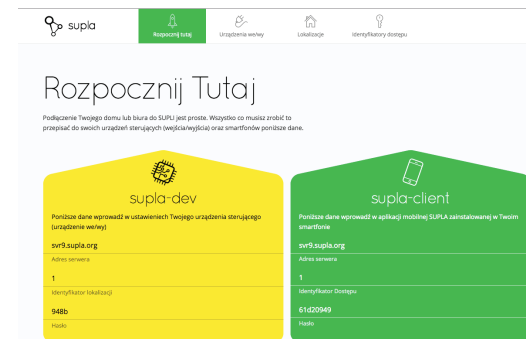 supla
Rozpocznij tutaj
Urządzenia we/wy
Lokalizacje
Identyfikatory dostępu
Rozpocznij Tutaj
Podłączenie Twojego domu lub biura do SUPLI jest proste. Wszystko co musisz zrobić to
przepisać do swoich urządzeń sterujących (wejścia/wyjścia) oraz smartfonów poniższe dane.
supla-dev
Poniższe dane wprowadź w ustawieniach Twojego urządzenia sterującego
(urządzenie we/wy)
svr9.supla.org
Adres serwera
1
Identyfikator lokalizacji
948b
Hasło
supla-client
Poniższe dane wprowadź w aplikacji mobilnej SUPLA zainstalowanej w Twoim
smartfonie
svr9.supla.org
Adres serwera
1
Identyfikator Dostępu
61d20949
Hasło